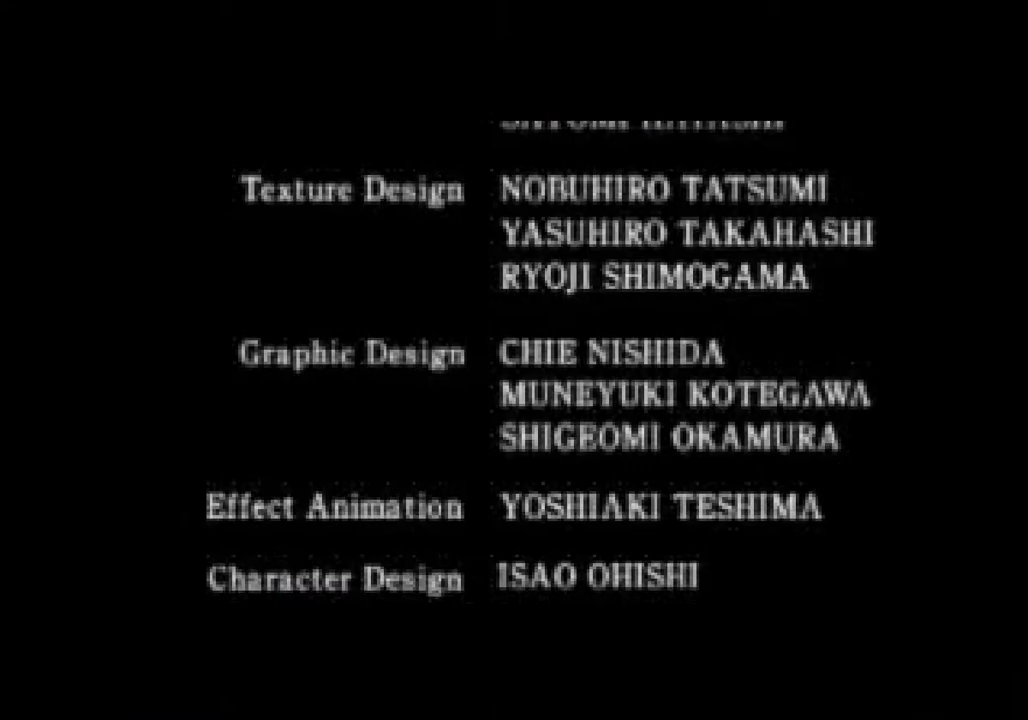 Texture Design NOBUHIRO TATSUMI
YASUHIRO TAKAHASHI
RYOJI SHIMOGAMA
Graphic Design CHIE NISHIDA
MUNEYUKI KOTEGAWA
SHIGEOMI OKAMURA
Effect Animation YOSHIAKI TESHIMA
Character Design ISAO OHISHI